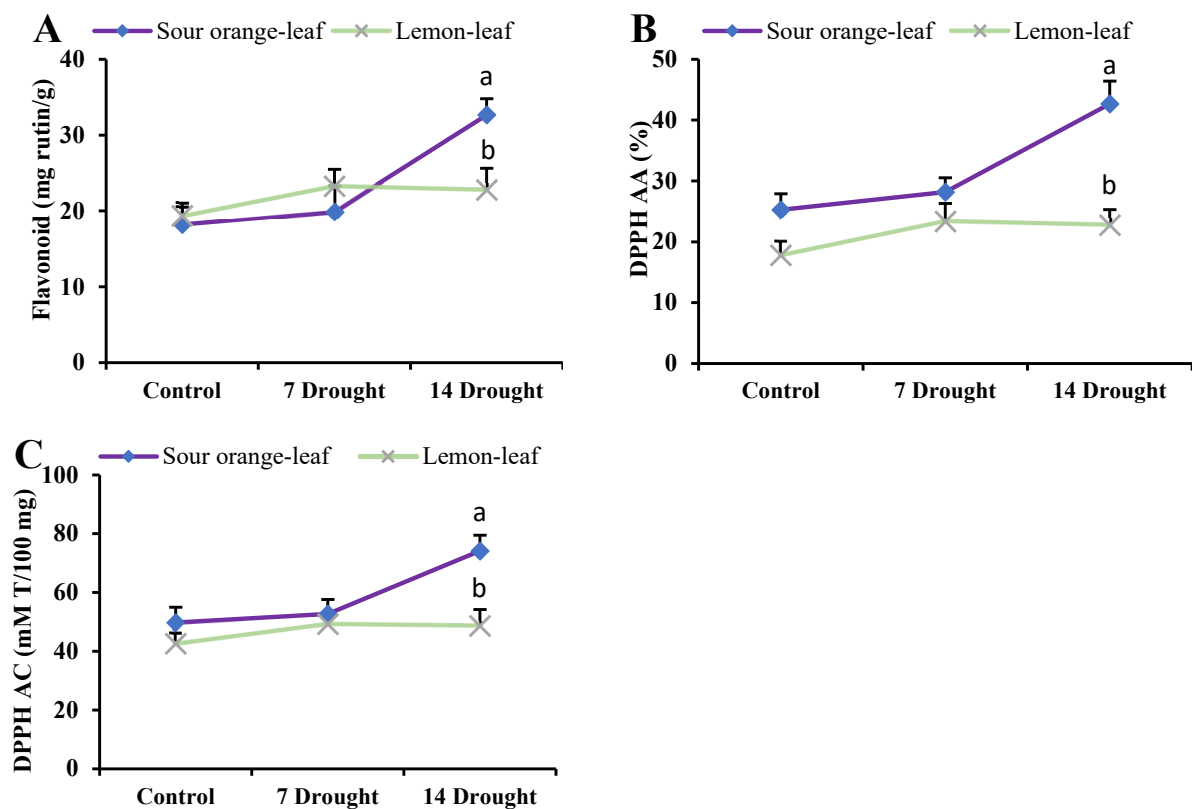 A
Sour orange-leaf
Lemon-leaf
Flavonoid (mg rutin/g)
40
30
20
10
0
a
b
Control
7 Drought
14 Drought
B
Sour orange-leaf
Lemon-leaf
DPPH AA (%)
50
40
30
20
10
0
a
b
Control
7 Drought
14 Drought
C
Sour orange-leaf
Lemon-leaf
DPPH AC (mM T/100 mg)
100
80
60
40
20
0
a
b
Control
7 Drought
14 Drought